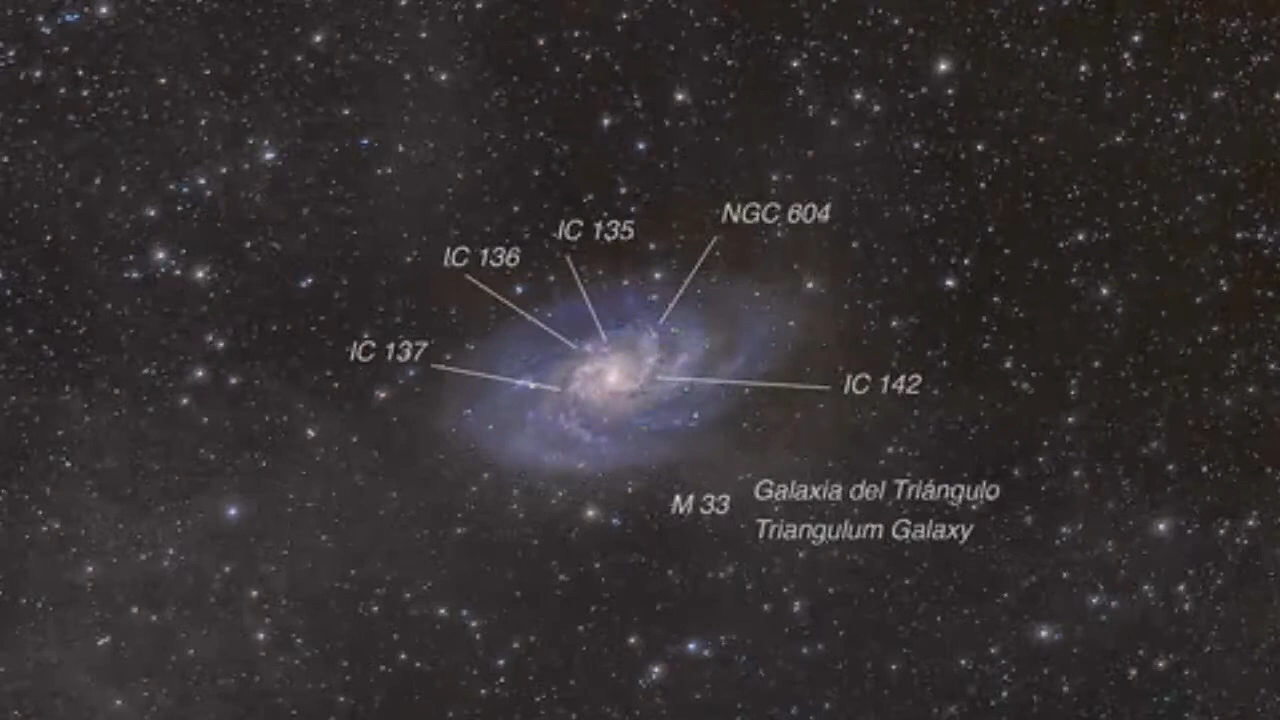 NGC 604
IC 135
IC 136
IC 137
IC 142
M 33
Galaxia del Triángulo
Triangulum Galaxy